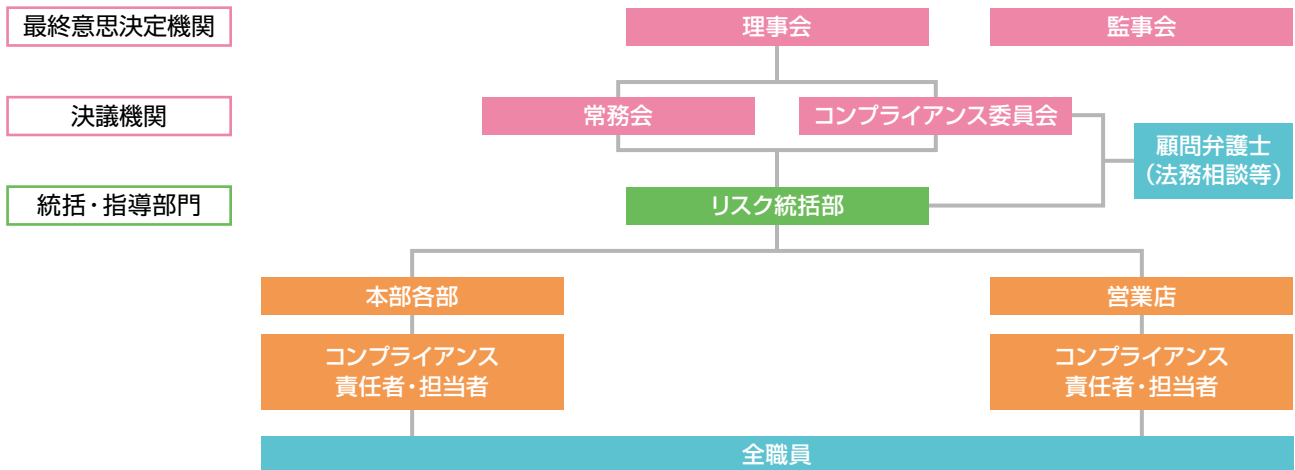 最終意思決定機関
理事会
監事会
決議機関
常務会
コンプライアンス委員会
顧問弁護士
（法務相談等）
統括・指導部門
リスク統括部
本部各部
営業店
コンプライアンス
責任者・担当者
コンプライアンス
責任者・担当者
全職員